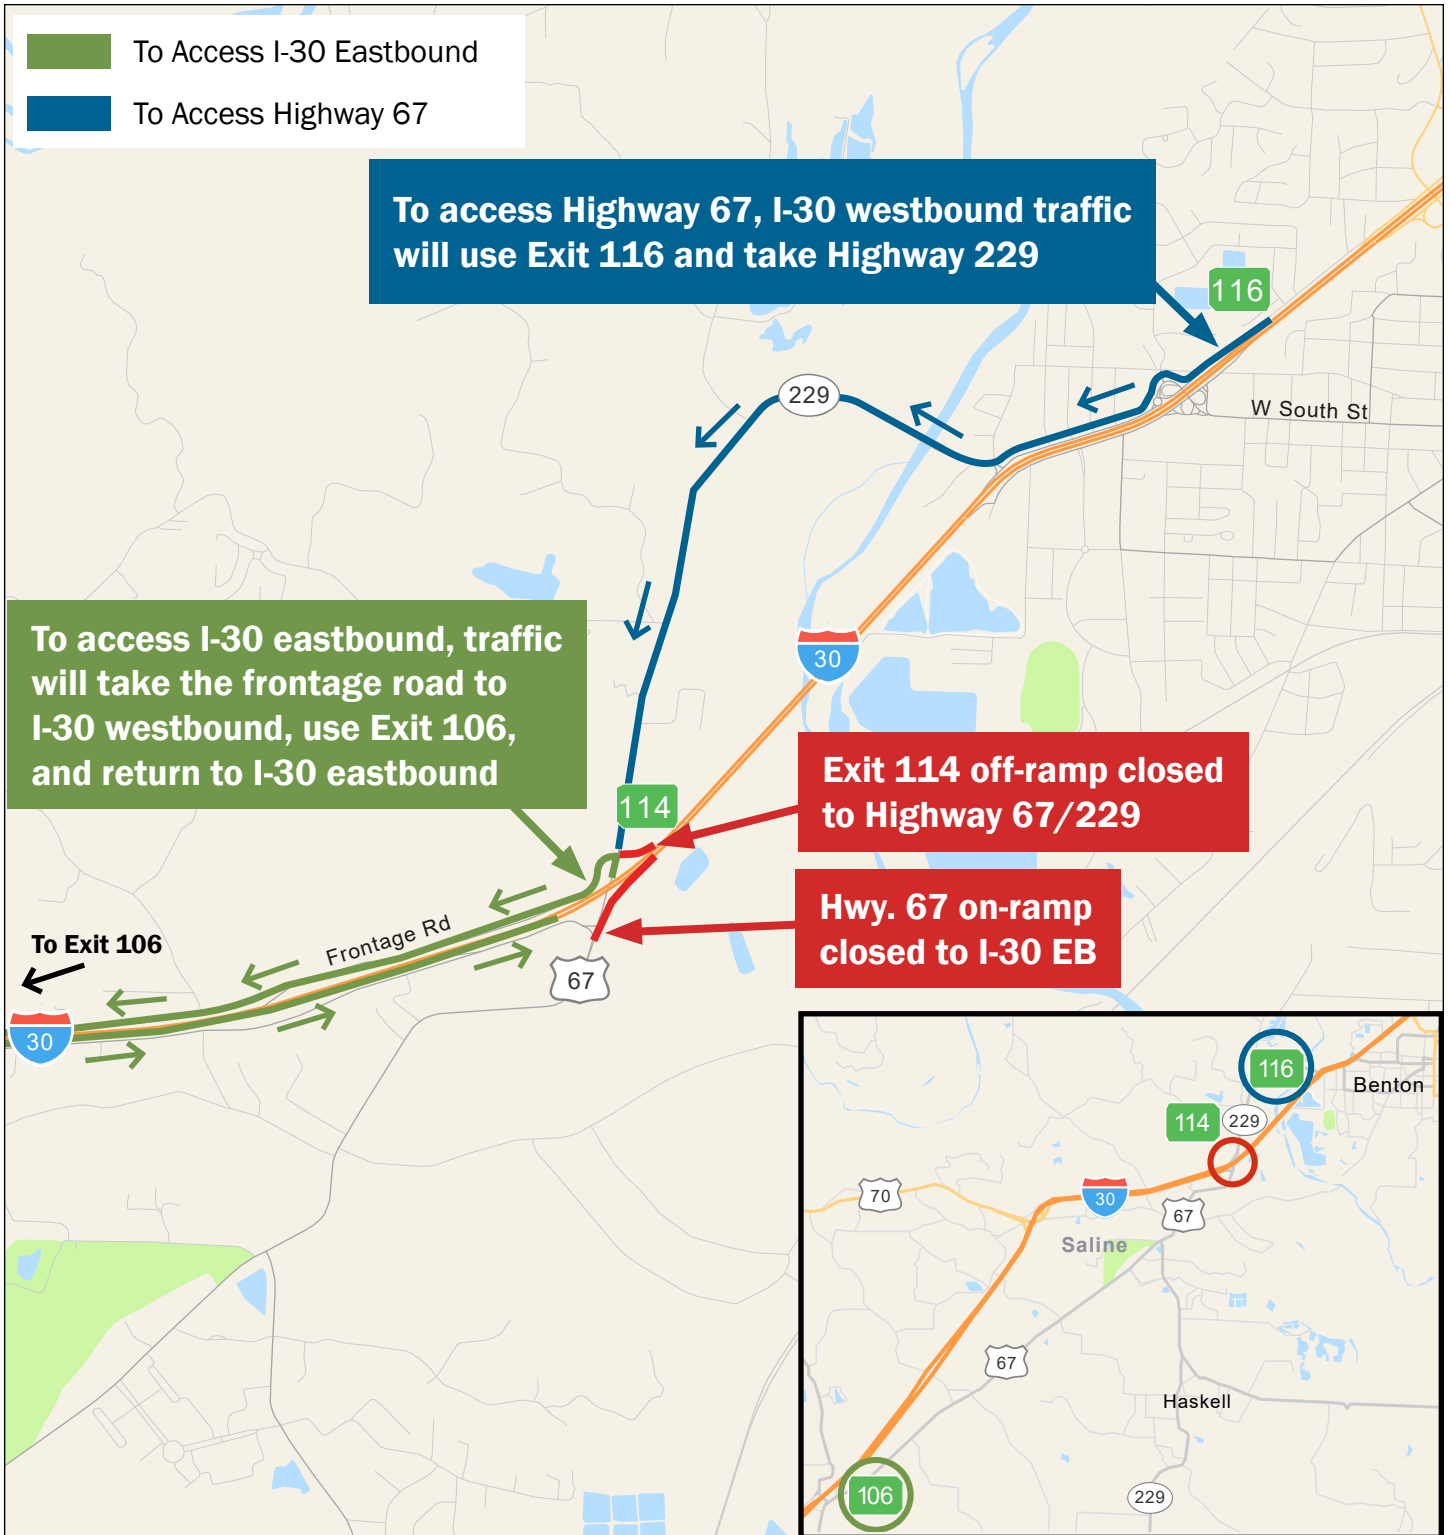 To Access I-30 Eastbound
To Access Highway 67
To access Highway 67, I-30 westbound traffic
will use Exit 116 and take Highway 229
116
W South St
229
To access I-30 eastbound, traffic
will take the frontage road to
I-30 westbound, use Exit 106,
and return to I-30 eastbound
30
114
Exit 114 off-ramp closed
to Highway 67/229
Hwy. 67 on-ramp
closed to I-30 EB
Frontage Rd
To Exit 106
67
30
116
Benton
114
229
70
30
67
Saline
67
Haskell
106
229